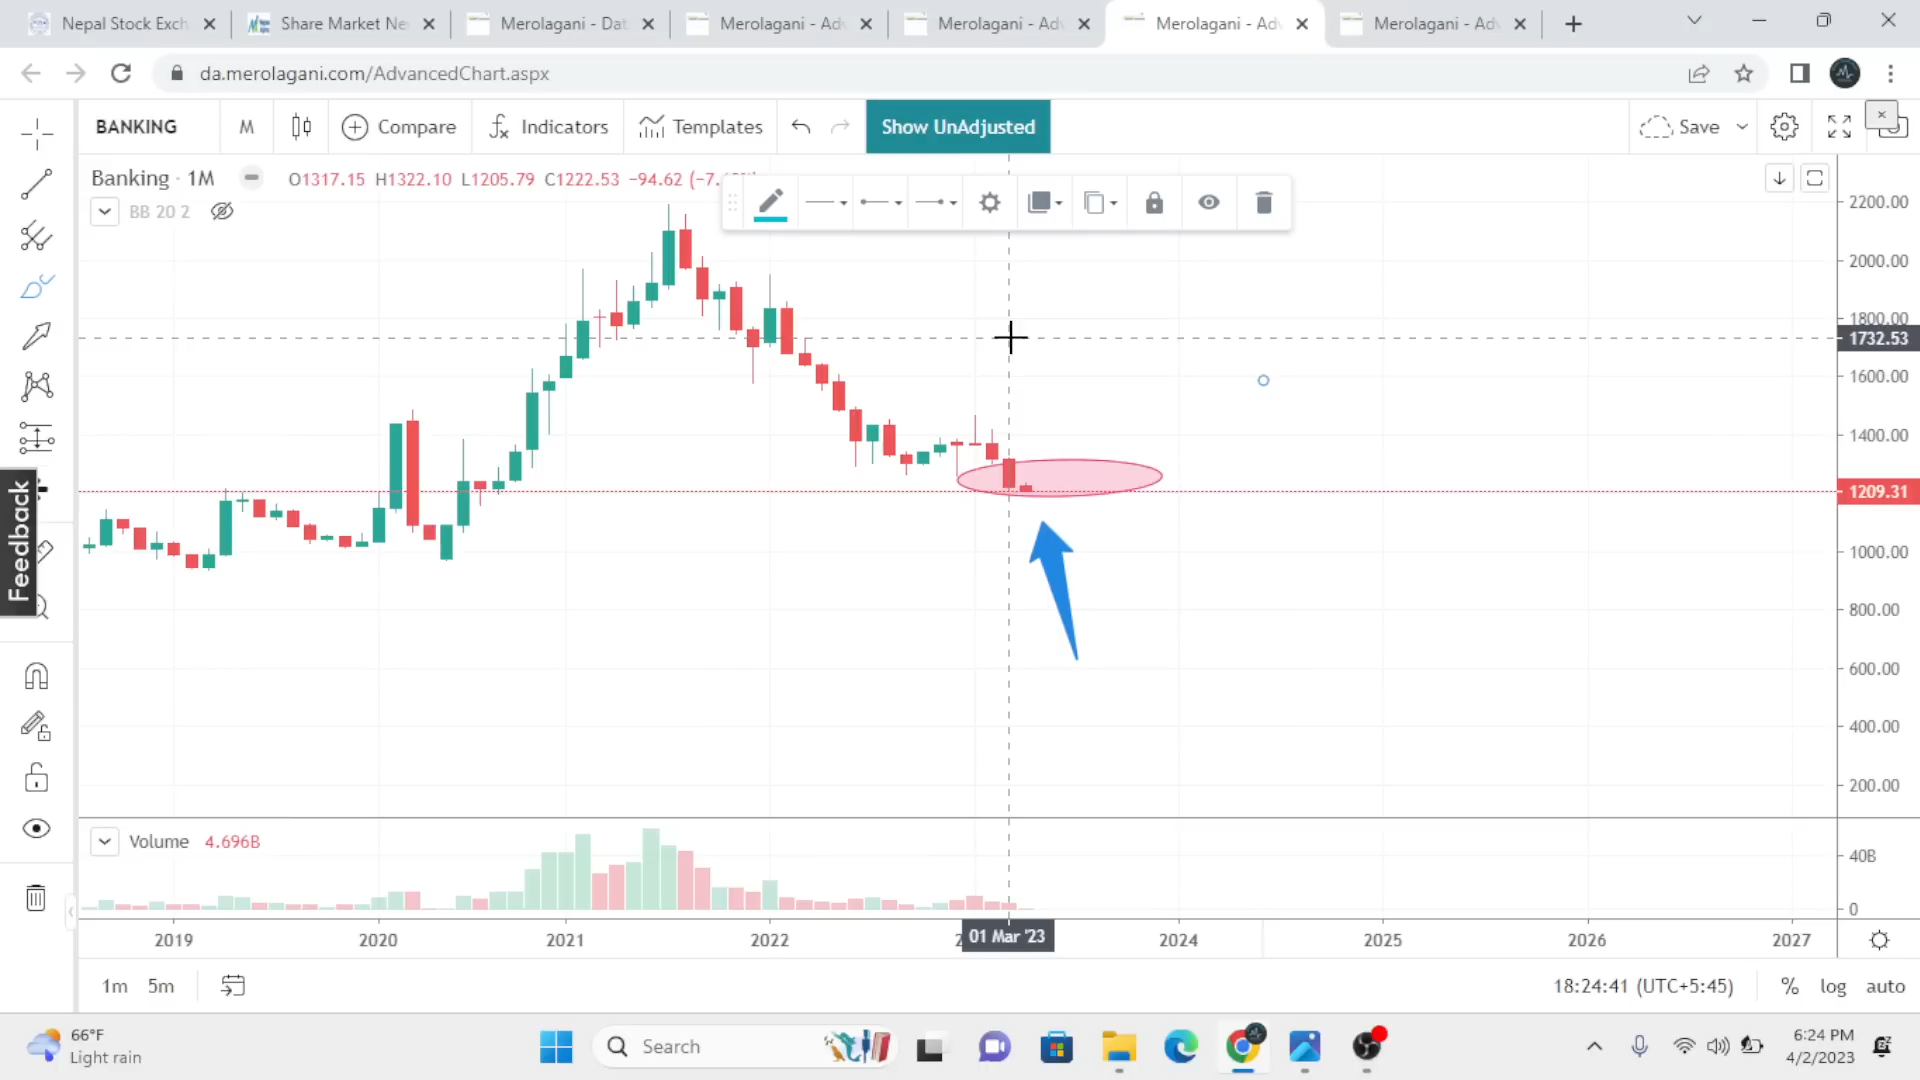 Nepal Stock Exch
Share Market Ne
Merolagani - Dat
Merolagani - Adv
Merolagani - Adv
Merolagani - Adv
Merolagani - Adv
da.merolagani.com/AdvancedChart.aspx
BANKING
M
Compare
Indicators
Templates
Show UnAdjusted
Save
Banking · 1M
O1317.15 H1322.10 L1205.79 C1222.53 −94.62
BB 20 2
2200.00
2000.00
1800.00
1732.53
1600.00
1400.00
1209.31
1000.00
800.00
600.00
400.00
200.00
Feedback
Volume 4.696B
40B
0
2019
2020
2021
2022
01 Mar '23
2024
2025
2026
2027
1m
5m
18:24:41 (UTC+5:45)
%
log
auto
66°F
Light rain
Search
6:24 PM
4/2/2023